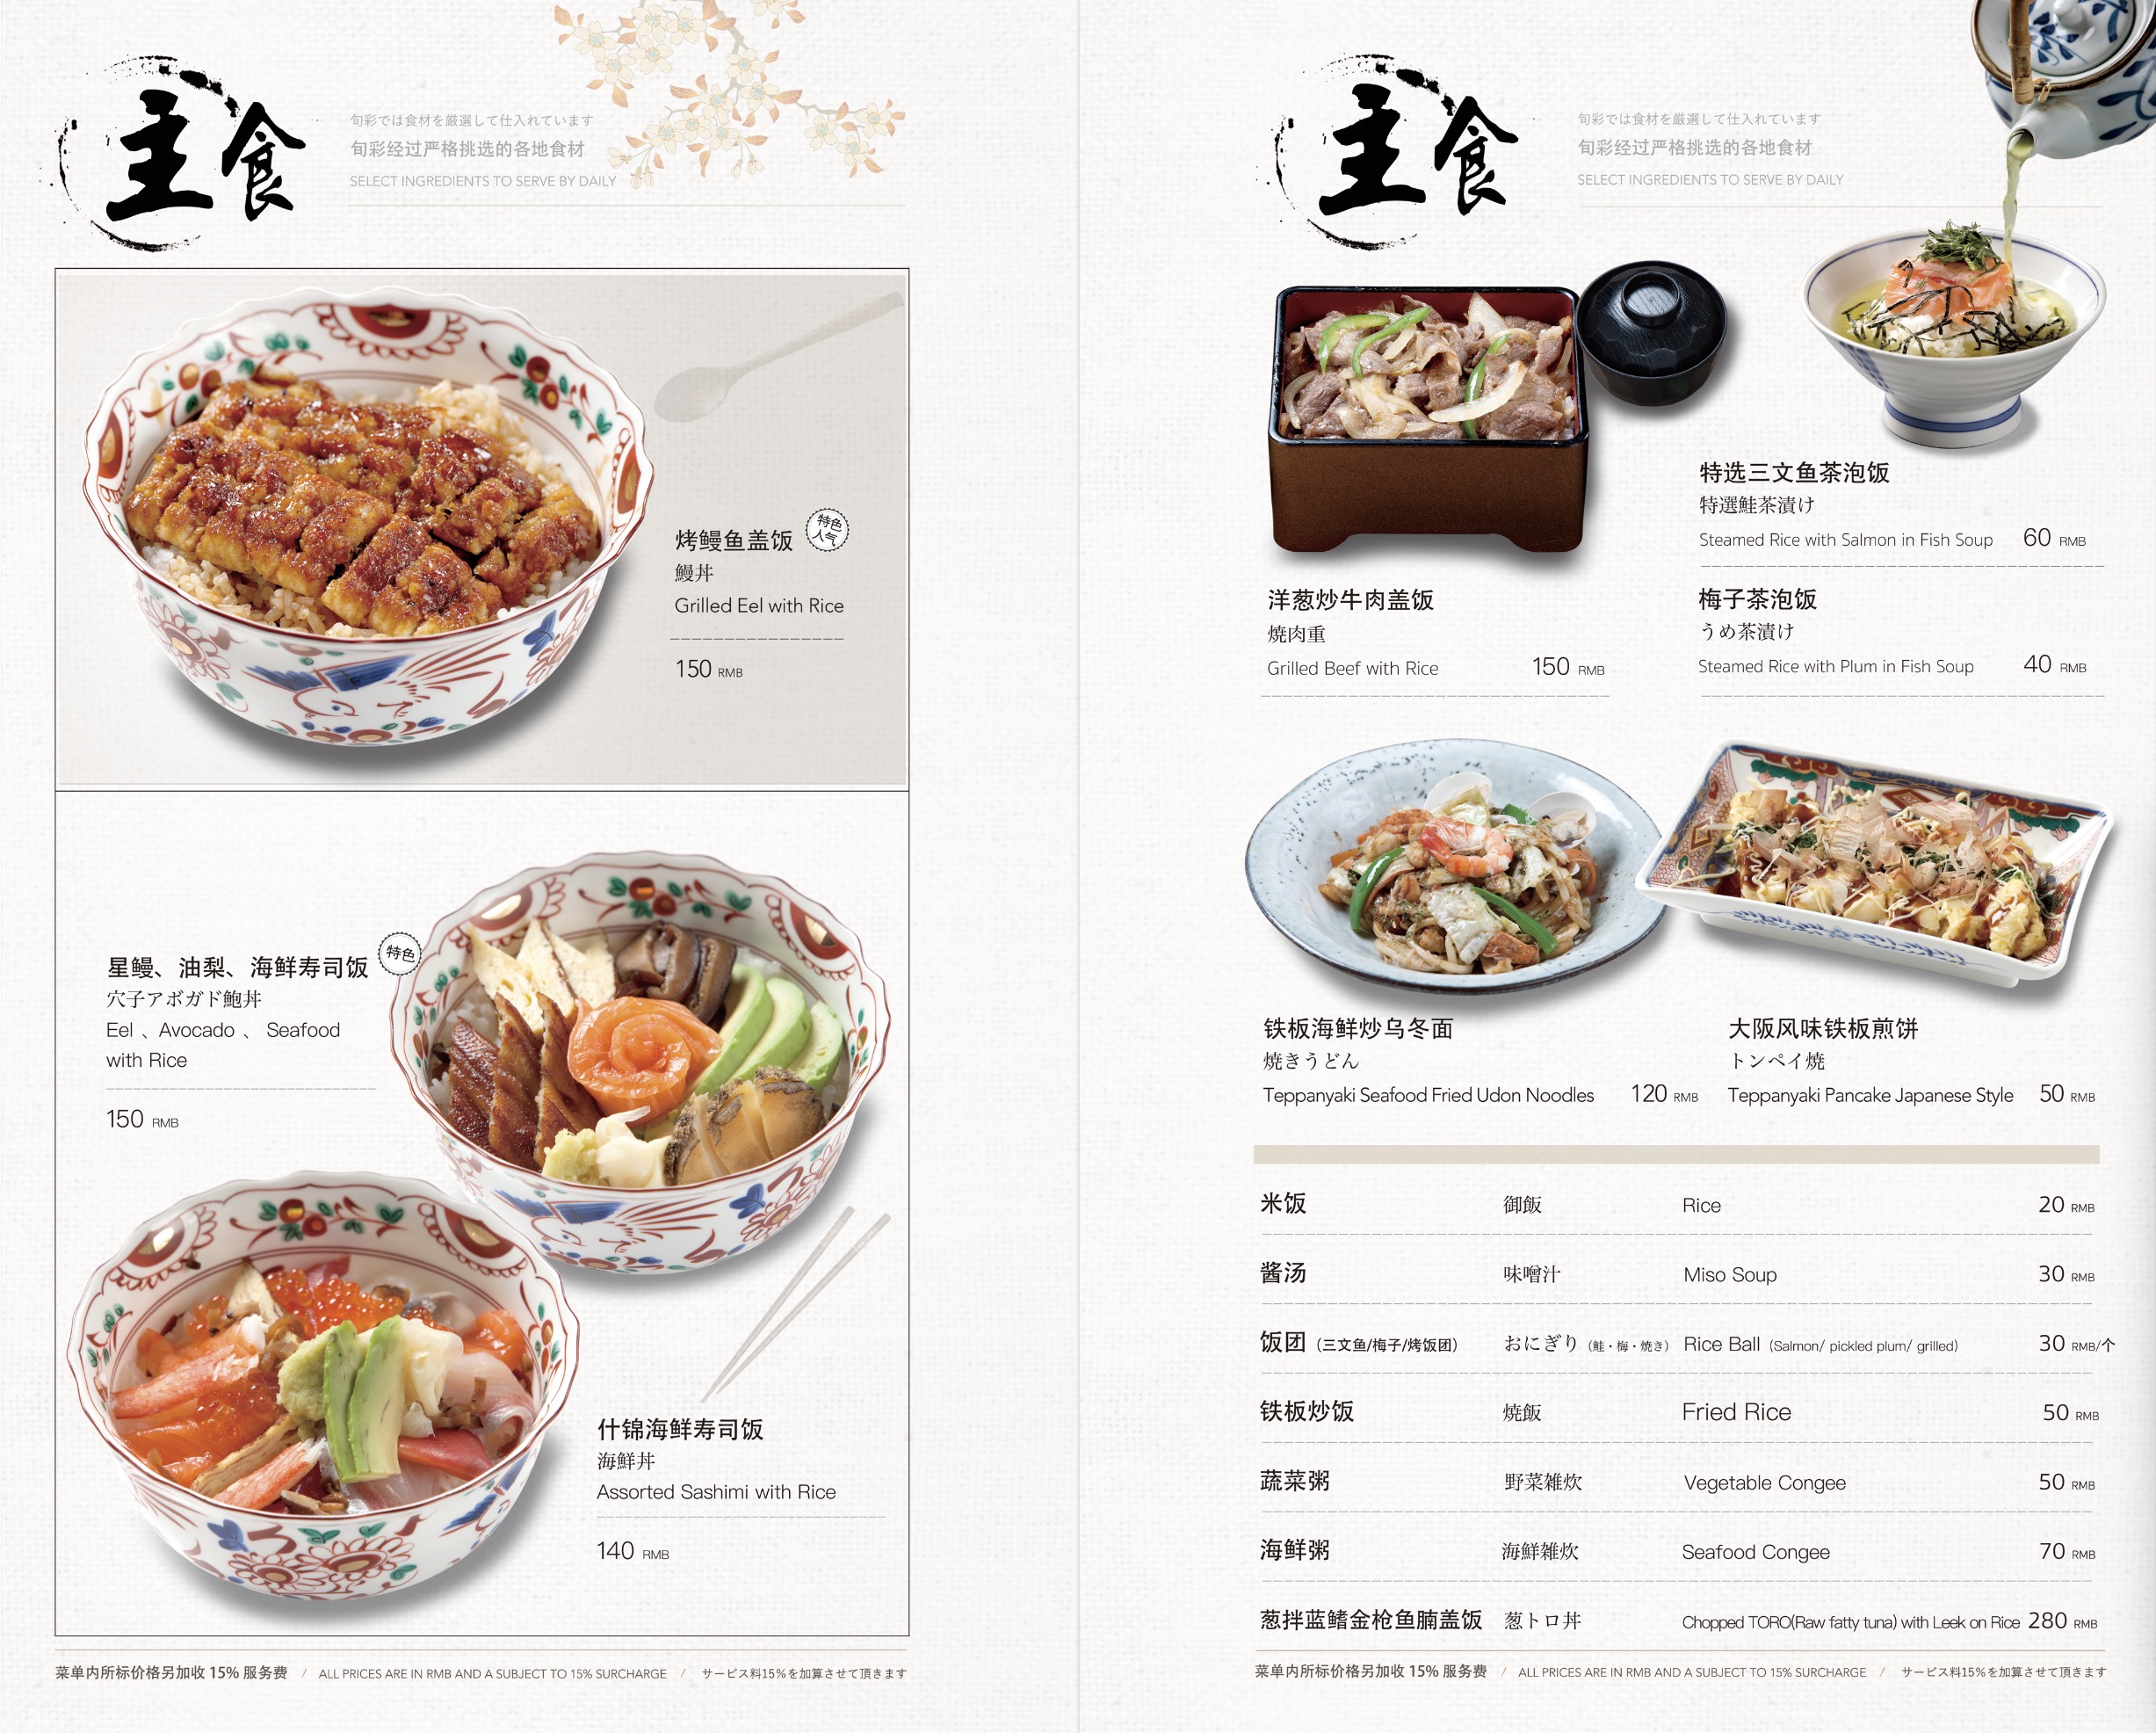 主食
旬彩では食材を厳選して仕入れています
旬彩经过严格挑选的各地食材
SELECT INGREDIENTS TO SERVE BY DAILY
烤鳗鱼盖饭
特色
人气
鰻丼
Grilled Eel with Rice
150 RMB
星鳗、油梨、海鲜寿司饭
特色
穴子アボガド鮑丼
Eel 、Avocado 、 Seafood
with Rice
150 RMB
什锦海鲜寿司饭
海鮮丼
Assorted Sashimi with Rice
140 RMB
菜单内所标价格另加收 15% 服务费 / ALL PRICES ARE IN RMB AND A SUBJECT TO 15% SURCHARGE / サービス料15%を加算させて頂きます
主食
旬彩では食材を厳選して仕入れています
旬彩经过严格挑选的各地食材
SELECT INGREDIENTS TO SERVE BY DAILY
特选三文鱼茶泡饭
特選鮭茶漬け
Steamed Rice with Salmon in Fish Soup 60 RMB
洋葱炒牛肉盖饭
焼肉重
Grilled Beef with Rice 150 RMB
梅子茶泡饭
うめ茶漬け
Steamed Rice with Plum in Fish Soup 40 RMB
铁板海鲜炒乌冬面
焼きうどん
Teppanyaki Seafood Fried Udon Noodles 120 RMB
大阪风味铁板煎饼
トンペイ焼
Teppanyaki Pancake Japanese Style 50 RMB
米饭 御飯 Rice 20 RMB
酱汤 味噌汁 Miso Soup 30 RMB
饭团（三文鱼/梅子/烤饭团） おにぎり（鮭・梅・焼き） Rice Ball (Salmon/ pickled plum/ grilled) 30 RMB/个
铁板炒饭 焼飯 Fried Rice 50 RMB
蔬菜粥 野菜雑炊 Vegetable Congee 50 RMB
海鲜粥 海鮮雑炊 Seafood Congee 70 RMB
葱拌蓝鳍金枪鱼腩盖饭 葱トロ丼 Chopped TORO(Raw fatty tuna) with Leek on Rice 280 RMB
菜单内所标价格另加收 15% 服务费 / ALL PRICES ARE IN RMB AND A SUBJECT TO 15% SURCHARGE / サービス料15%を加算させて頂きます